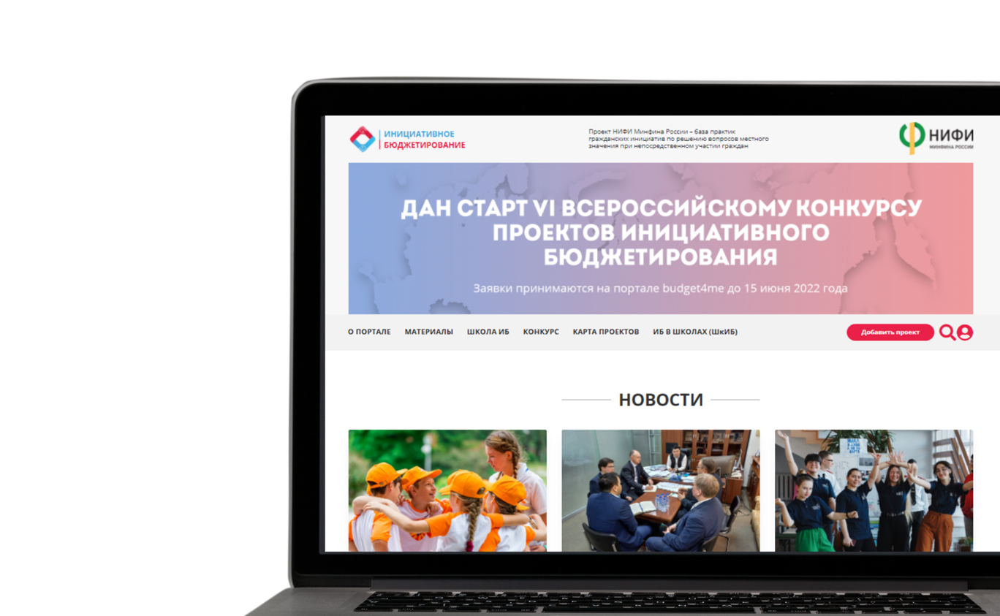 ИНИЦИАТИВНОЕ
БЮДЖЕТИРОВАНИЕ
Проект НИФИ Минфина России – база практик
гражданских инициатив по решению вопросов местного
значения при непосредственном участии граждан
НИФИ
МИНФИНА РОССИИ
ДАН СТАРТ VI ВСЕРОССИЙСКОМУ КОНКУРСУ
ПРОЕКТОВ ИНИЦИАТИВНОГО
БЮДЖЕТИРОВАНИЯ
Заявки принимаются на портале budget4me до 15 июня 2022 года
О ПОРТАЛЕ МАТЕРИАЛЫ ШКОЛА ИБ КОНКУРС КАРТА ПРОЕКТОВ ИБ В ШКОЛАХ (ШкИБ)
Добавить проект
НОВОСТИ